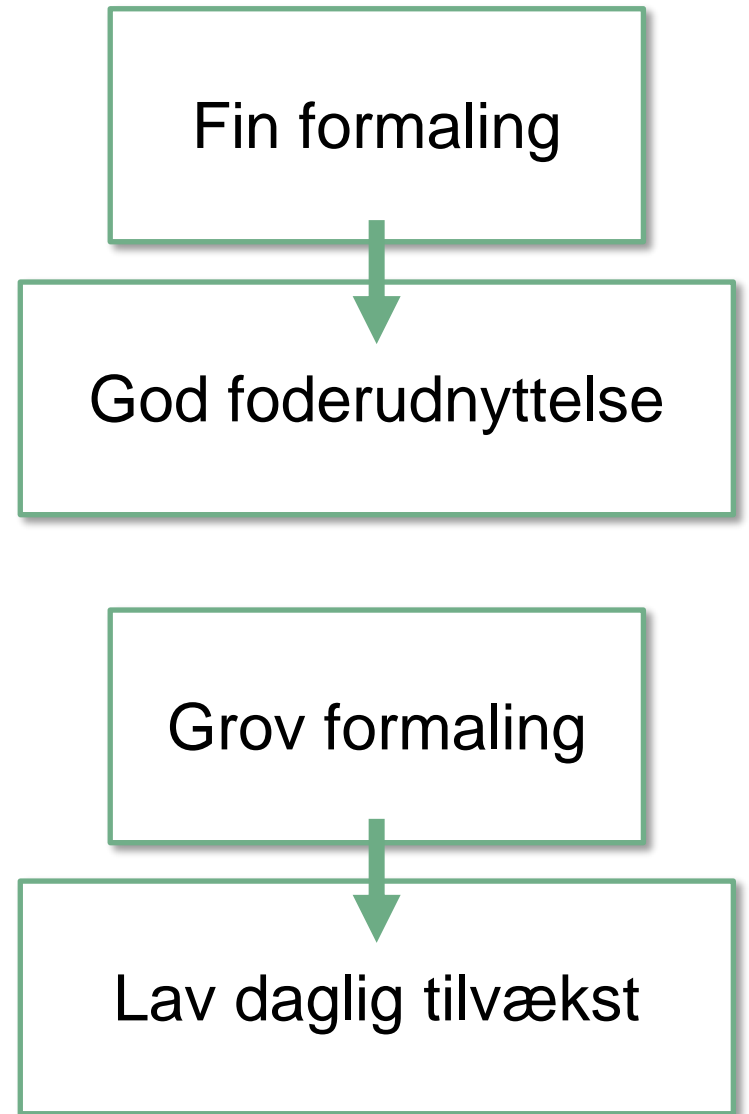 Fin formaling
God foderudnyttelse
Grov formaling
Lav daglig tilvækst